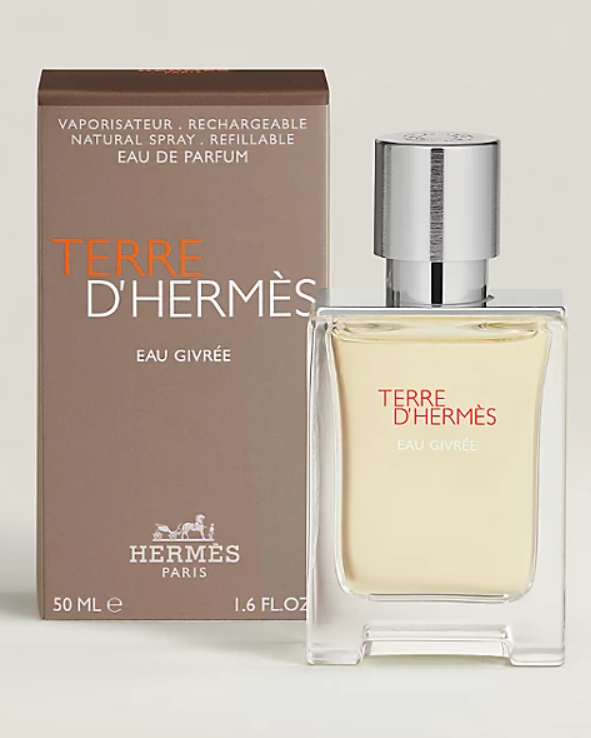 VAPORISATEUR . RECHARGEABLE
NATURAL SPRAY . REFILLABLE
EAU DE PARFUM
TERRE
D'HERMÈS
EAU GIVRÉE
HERMÈS
PARIS
50 ML ℮ 1.6 FL.OZ
TERRE
D'HERMÈS
EAU GIVRÉE